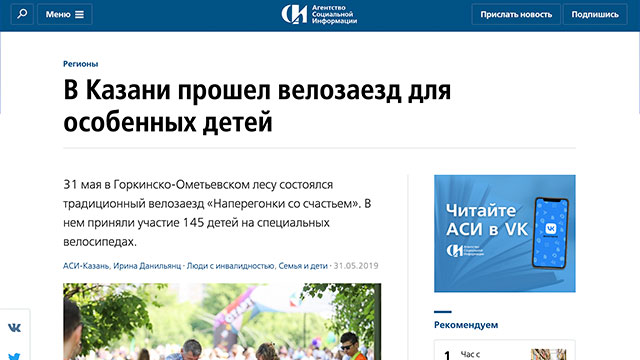 Меню
Агентство
Социальной
Информации
Прислать новость
Подпишись
Регионы
В Казани прошел велозаезд для
особенных детей
31 мая в Горкинско-Ометьевском лесу состоялся
традиционный велозаезд «Наперегонки со счастьем». В
нем приняли участие 145 детей на специальных
велосипедах.
АСИ-Казань, Ирина Данильянц · Люди с инвалидностью, Семья и дети · 31.05.2019
Читайте
АСИ в VK
Агентство
Социальной
Информации
СТАРТ
Рекомендуем
1 Час с